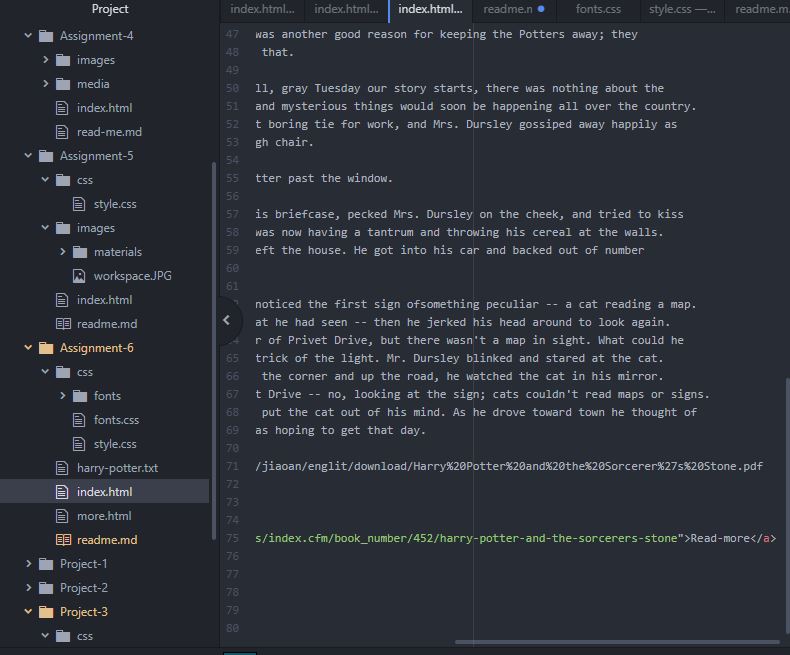 Project
Assignment-4
images
media
index.html
read-me.md
Assignment-5
css
style.css
images
materials
workspace.JPG
index.html
readme.md
Assignment-6
css
fonts
fonts.css
style.css
harry-potter.txt
index.html
more.html
readme.md
Project-1
Project-2
Project-3
css
index.html...
index.html...
index.html...
readme.n
fonts.css
style.css —...
readme.m
47 was another good reason for keeping the Potters away; they
48 that.
49
50 ll, gray Tuesday our story starts, there was nothing about the
51 and mysterious things would soon be happening all over the country.
52 t boring tie for work, and Mrs. Dursley gossiped away happily as
53 gh chair.
54
55 tter past the window.
56
57 is briefcase, pecked Mrs. Dursley on the cheek, and tried to kiss
58 was now having a tantrum and throwing his cereal at the walls.
59 eft the house. He got into his car and backed out of number
60
61
noticed the first sign ofsomething peculiar -- a cat reading a map.
at he had seen -- then he jerked his head around to look again.
r of Privet Drive, but there wasn't a map in sight. What could he
65 trick of the light. Mr. Dursley blinked and stared at the cat.
66 the corner and up the road, he watched the cat in his mirror.
67 t Drive -- no, looking at the sign; cats couldn't read maps or signs.
68 put the cat out of his mind. As he drove toward town he thought of
69 as hoping to get that day.
70
71 /jiaoan/englit/download/Harry%20Potter%20and%20the%20Sorcerer%27s%20Stone.pdf
72
73
74
75 s/index.cfm/book_number/452/harry-potter-and-the-sorcerers-stone">Read-more</a>
76
77
78
79
80